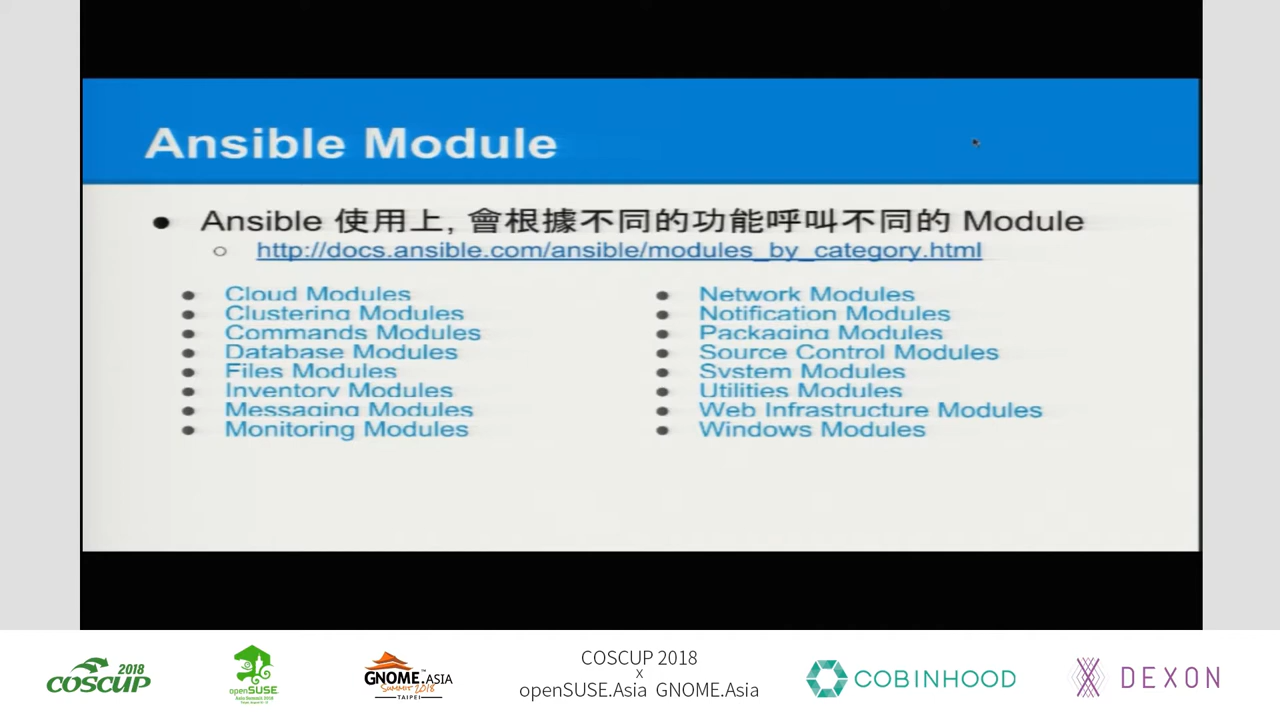 Ansible Module
Ansible 使用上, 會根據不同的功能呼叫不同的 Module
http://docs.ansible.com/ansible/modules_by_category.html
Cloud Modules
Clustering Modules
Commands Modules
Database Modules
Files Modules
Inventory Modules
Messaging Modules
Monitoring Modules
Network Modules
Notification Modules
Packaging Modules
Source Control Modules
System Modules
Utilities Modules
Web Infrastructure Modules
Windows Modules
2018
COSCUP
openSUSE
Asia Summit 2018
GNOME.ASIA
SUMMIT 2018
TAIPEI
COSCUP 2018
x
openSUSE.Asia GNOME.Asia
COBINHOOD
DEXON